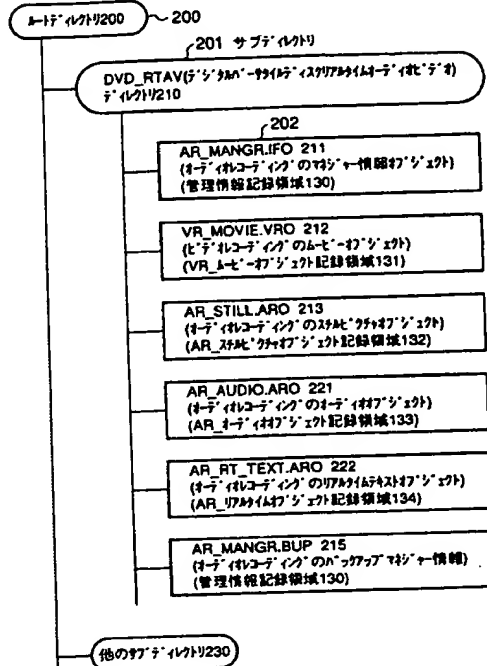 ルートディレクトリ200
200
201 サブディレクトリ
DVD_RTAV(デジタルバーサタイルディスクリアルタイムオーディオビデオ)
ディレクトリ210
202
AR_MANGR.IFO 211
(オーディオレコーディングのマネジャー情報オブジェクト)
(管理情報記録領域130)
VR_MOVIE.VRO 212
(ビデオレコーディングのムービーオブジェクト)
(VR_ムービーオブジェクト記録領域131)
AR_STILL.ARO 213
(オーディオレコーディングのスチルピクチャオブジェクト)
(AR_スチルピクチャオブジェクト記録領域132)
AR_AUDIO.ARO 221
(オーディオレコーディングのオーディオオブジェクト)
(AR_オーディオオブジェクト記録領域133)
AR_RT_TEXT.ARO 222
(オーディオレコーディングのリアルタイムテキストオブジェクト)
(AR_リアルタイムオブジェクト記録領域134)
AR_MANGR.BUP 215
(オーディオレコーディングのバックアップマネジャー情報)
(管理情報記録領域130)
他のサブディレクトリ230